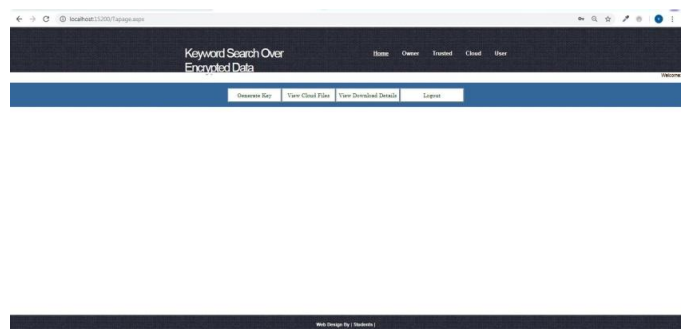 localhost:15200/Tapage.aspx
Keyword Search Over
Encrypted Data
Home Owner Trusted Cloud User
Welcome
Generate Key View Cloud Files View Download Details Logout
Web Design By | Students |